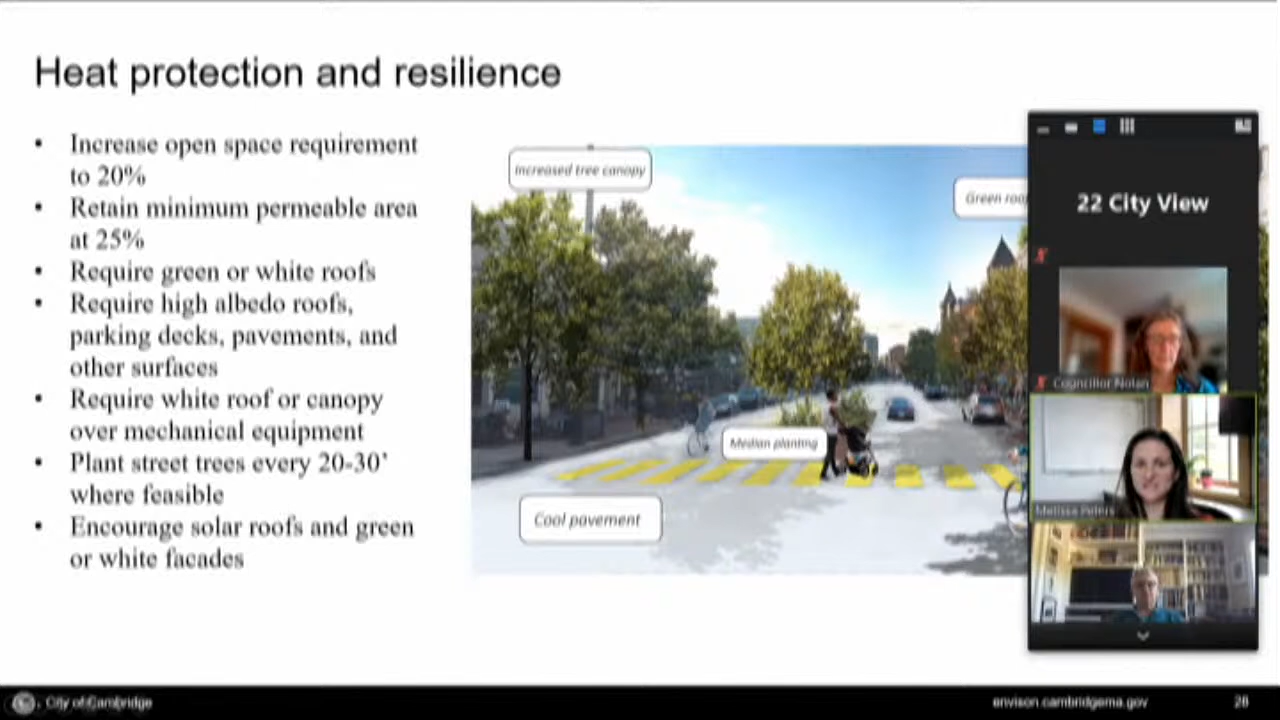 Heat protection and resilience
• Increase open space requirement
to 20%
• Retain minimum permeable area
at 25%
• Require green or white roofs
• Require high albedo roofs,
parking decks, pavements, and
other surfaces
• Require white roof or canopy
over mechanical equipment
• Plant street trees every 20-30'
where feasible
• Encourage solar roofs and green
or white facades
Increased tree canopy
Green roo
Median planting
Cool pavement
22 City View
Councillor Nolan
Melissa Peters
City of Cambridge
envison.cambridgema.gov
28